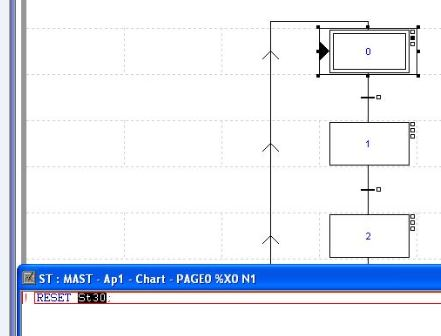 0
1
2
ST : MAST - Ap1 - Chart - PAGE0 %X0 N1
! RESET St30;